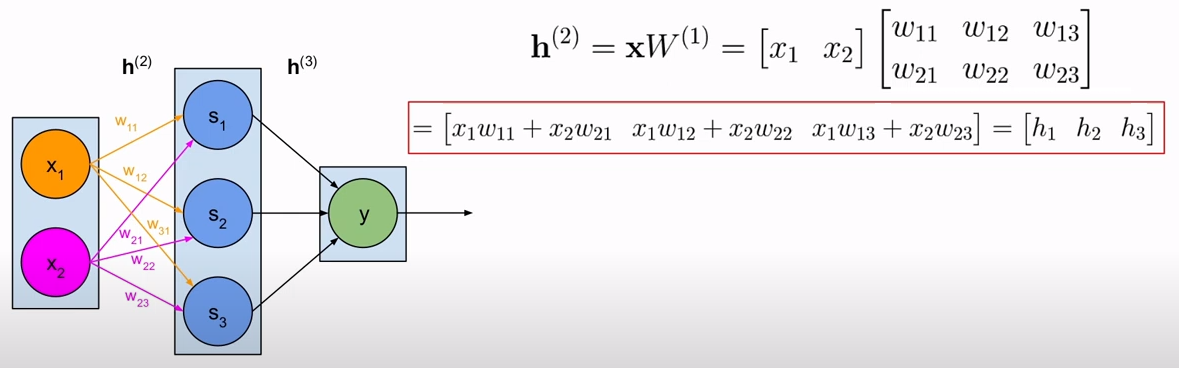 h(2) = xW(1) = [x1 x2] [w11 w12 w13
w21 w22 w23]
= [x1w11 + x2w21 x1w12 + x2w22 x1w13 + x2w23] = [h1 h2 h3]
h(2)
h(3)
x1
x2
w11
w12
w31
w21
w22
w23
s1
s2
s3
y